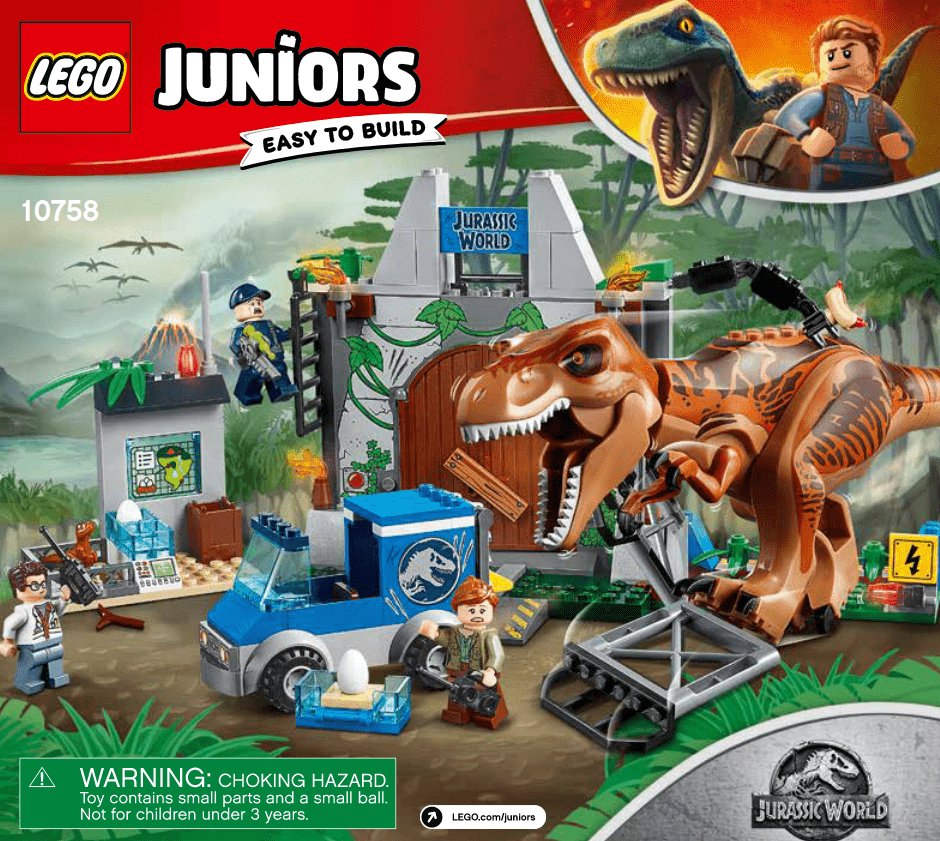 LEGO
JUNIORS
EASY TO BUILD
10758
JURASSIC
WORLD
WARNING: CHOKING HAZARD.
Toy contains small parts and a small ball.
Not for children under 3 years.
LEGO.com/juniors
JURASSIC WORLD